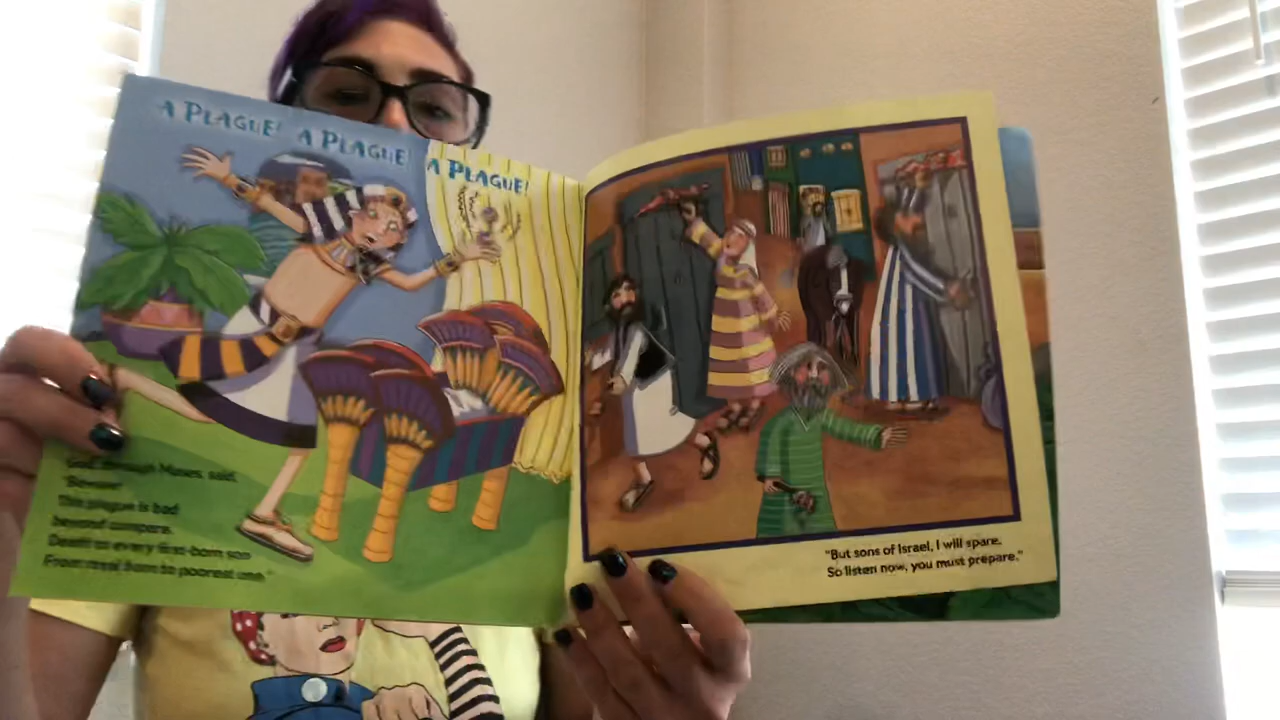 A PLAGUE! A PLAGUE! A PLAGUE!
God, through Moses, said,
"Beware!
This plague is bad
beyond compare.
Death to every first-born son
From royal born to poorest one."
"But sons of Israel, I will spare,
So listen now, you must prepare."